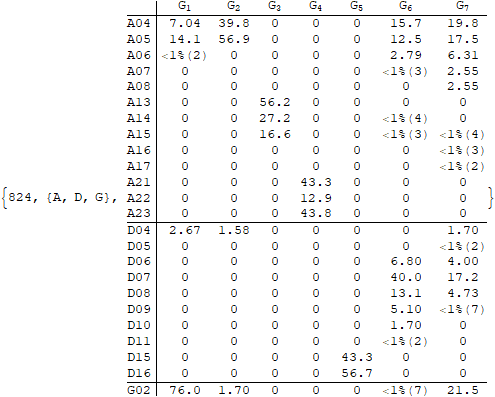 G₁ G₂ G₃ G₄ G₅ G₆ G₇
A04 7.04 39.8 0 0 0 15.7 19.8
A05 14.1 56.9 0 0 0 12.5 17.5
A06 <1%(2) 0 0 0 0 2.79 6.31
A07 0 0 0 0 0 <1%(3) 2.55
A08 0 0 0 0 0 0 2.55
A13 0 0 56.2 0 0 0 0
A14 0 0 27.2 0 0 <1%(4) 0
A15 0 0 16.6 0 0 <1%(3) <1%(4)
A16 0 0 0 0 0 0 <1%(3)
A17 0 0 0 0 0 0 <1%(2)
A21 0 0 0 43.3 0 0 0
{824, {A, D, G}, A22 0 0 0 12.9 0 0 0 }
A23 0 0 0 43.8 0 0 0
D04 2.67 1.58 0 0 0 0 1.70
D05 0 0 0 0 0 0 <1%(2)
D06 0 0 0 0 0 6.80 4.00
D07 0 0 0 0 0 40.0 17.2
D08 0 0 0 0 0 13.1 4.73
D09 0 0 0 0 0 5.10 <1%(7)
D10 0 0 0 0 0 1.70 0
D11 0 0 0 0 0 <1%(2) 0
D15 0 0 0 0 43.3 0 0
D16 0 0 0 0 56.7 0 0
G02 76.0 1.70 0 0 0 <1%(7) 21.5